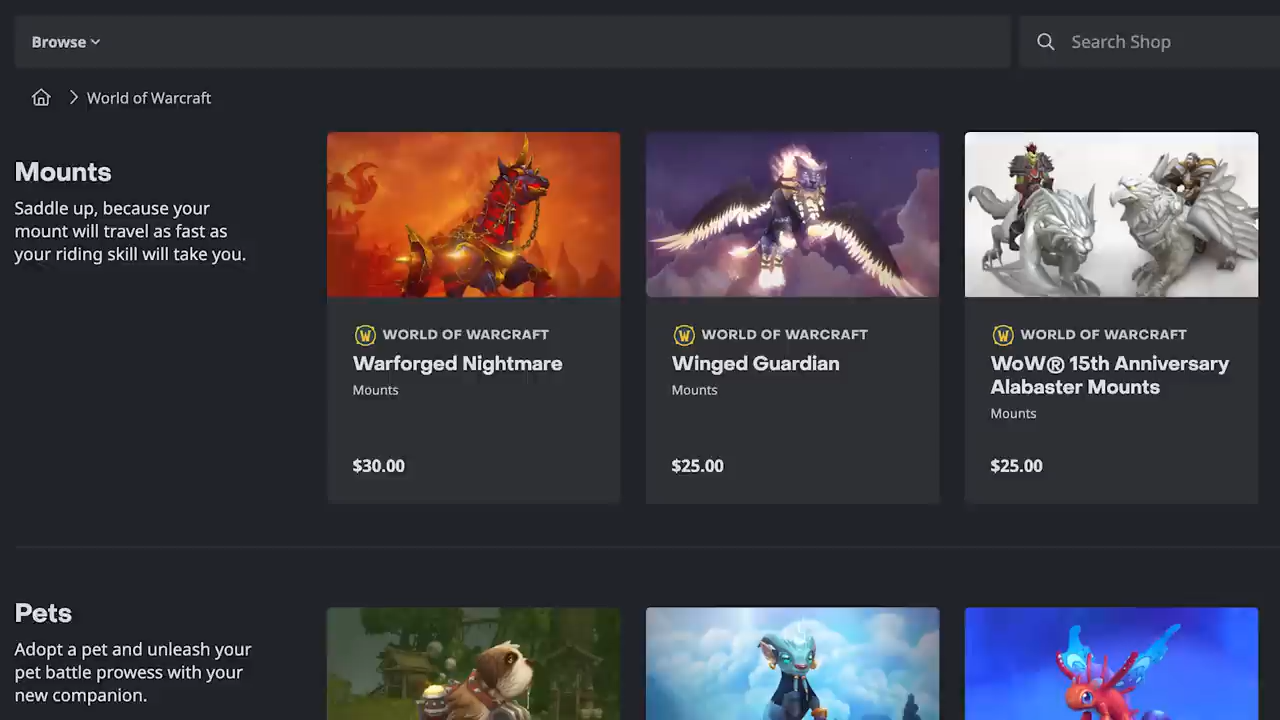 Browse
Search Shop
World of Warcraft
Mounts
Saddle up, because your
mount will travel as fast as
your riding skill will take you.
WORLD OF WARCRAFT
Warforged Nightmare
Mounts
$30.00
WORLD OF WARCRAFT
Winged Guardian
Mounts
$25.00
WORLD OF WARCRAFT
WoW® 15th Anniversary
Alabaster Mounts
Mounts
$25.00
Pets
Adopt a pet and unleash your
pet battle prowess with your
new companion.